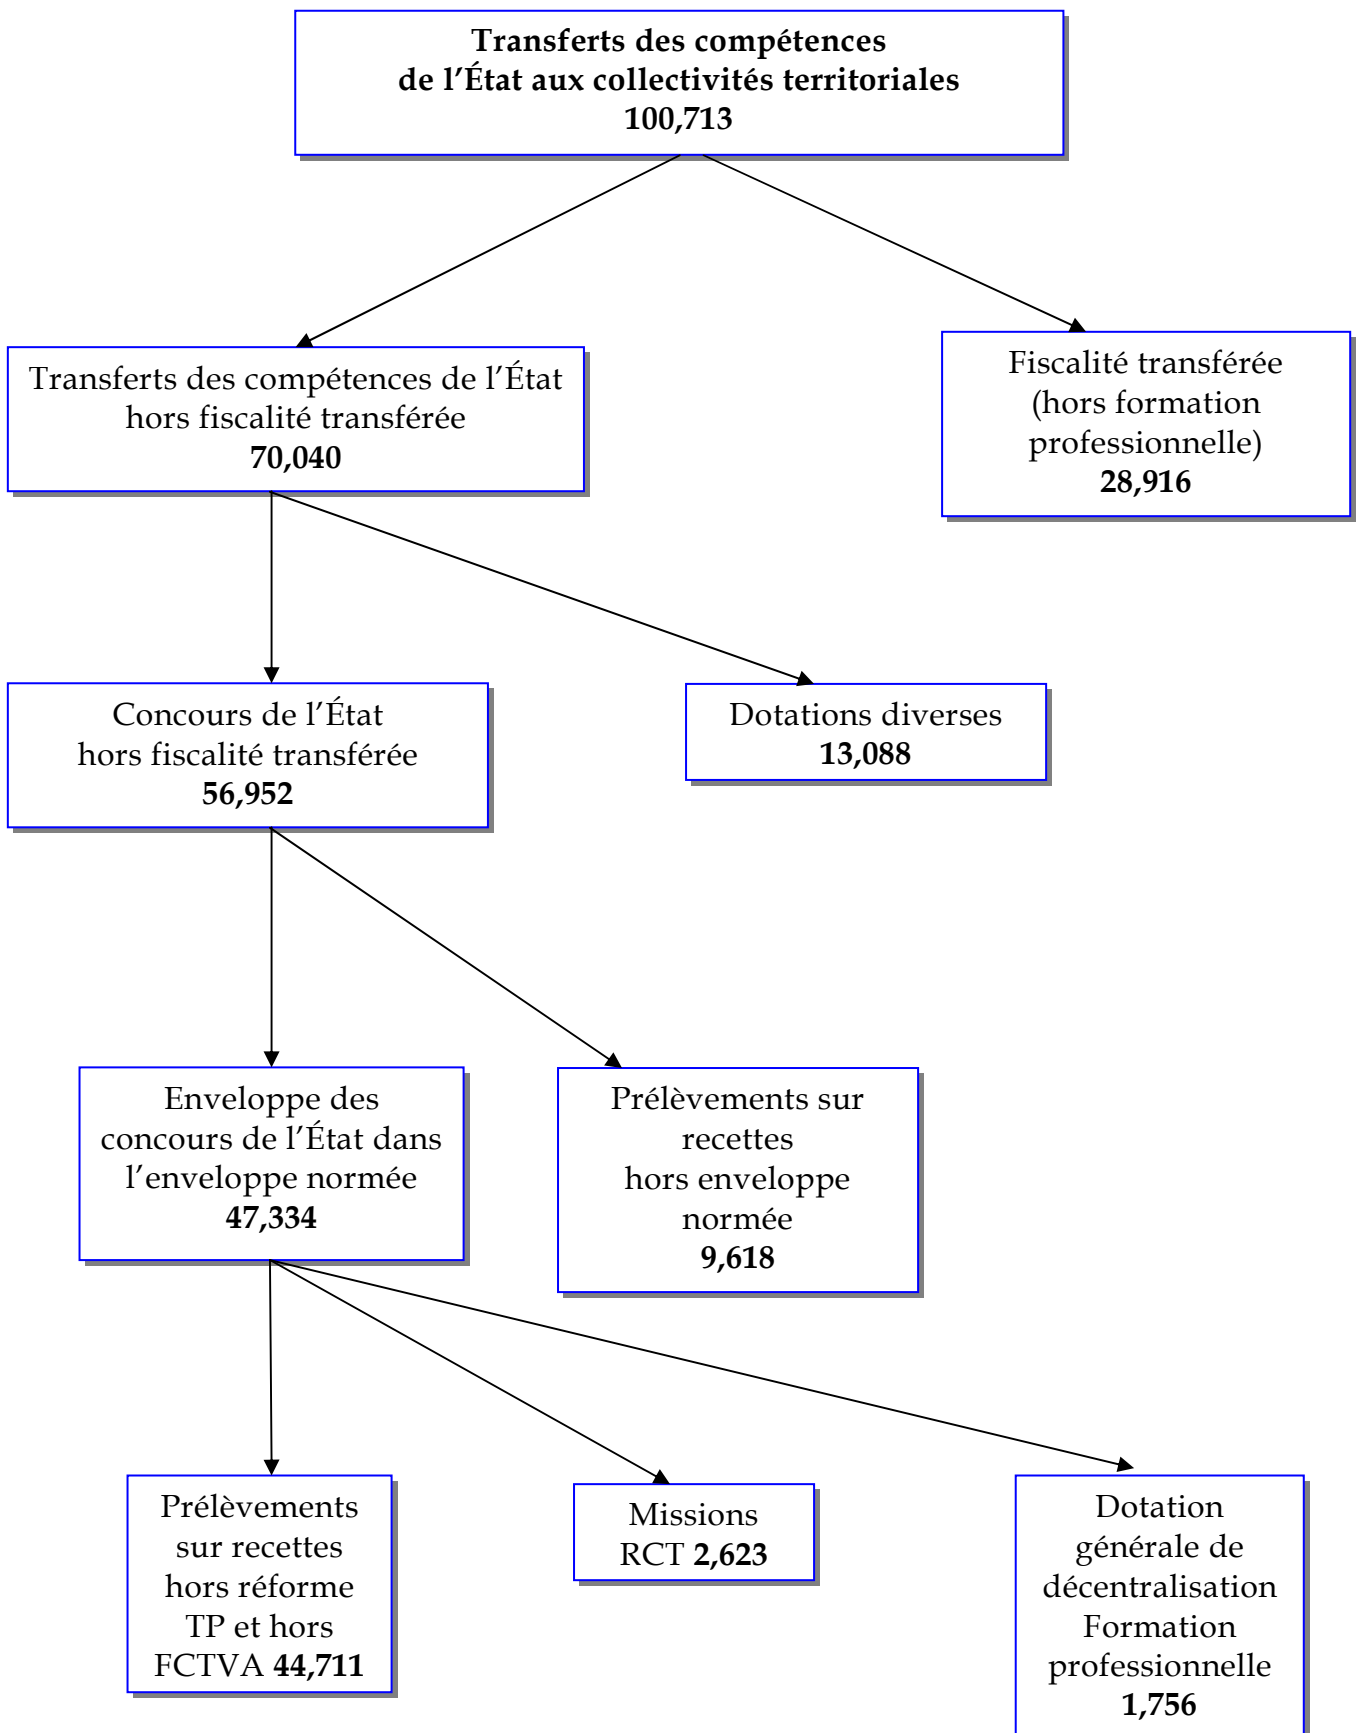 Transferts des compétences
de l’État aux collectivités territoriales
100,713
Transferts des compétences de l’État
hors fiscalité transférée
70,040
Fiscalité transférée
(hors formation
professionnelle)
28,916
Concours de l’État
hors fiscalité transférée
56,952
Dotations diverses
13,088
Enveloppe des
concours de l’État dans
l’enveloppe normée
47,334
Prélèvements sur
recettes
hors enveloppe
normée
9,618
Prélèvements
sur recettes
hors réforme
TP et hors
FCTVA 44,711
Missions
RCT 2,623
Dotation
générale de
décentralisation
Formation
professionnelle
1,756